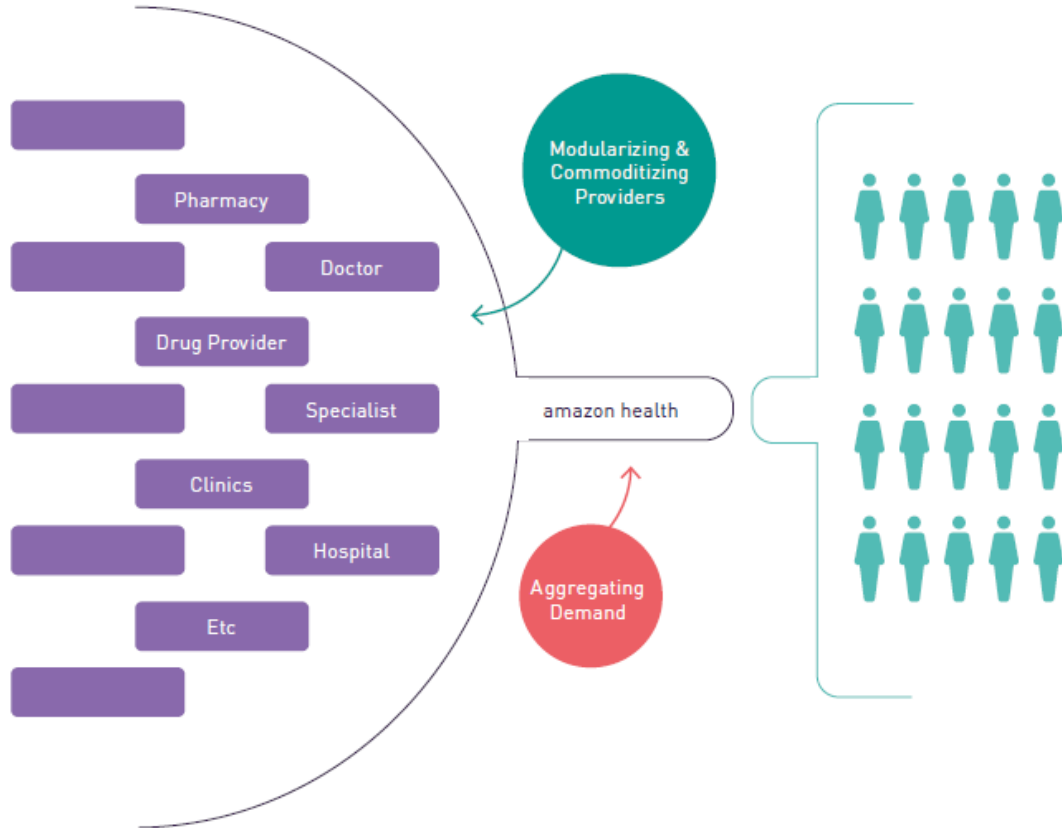 Modularizing &
Commoditizing
Providers
Pharmacy
Doctor
Drug Provider
Specialist
amazon health
Clinics
Hospital
Aggregating
Demand
Etc